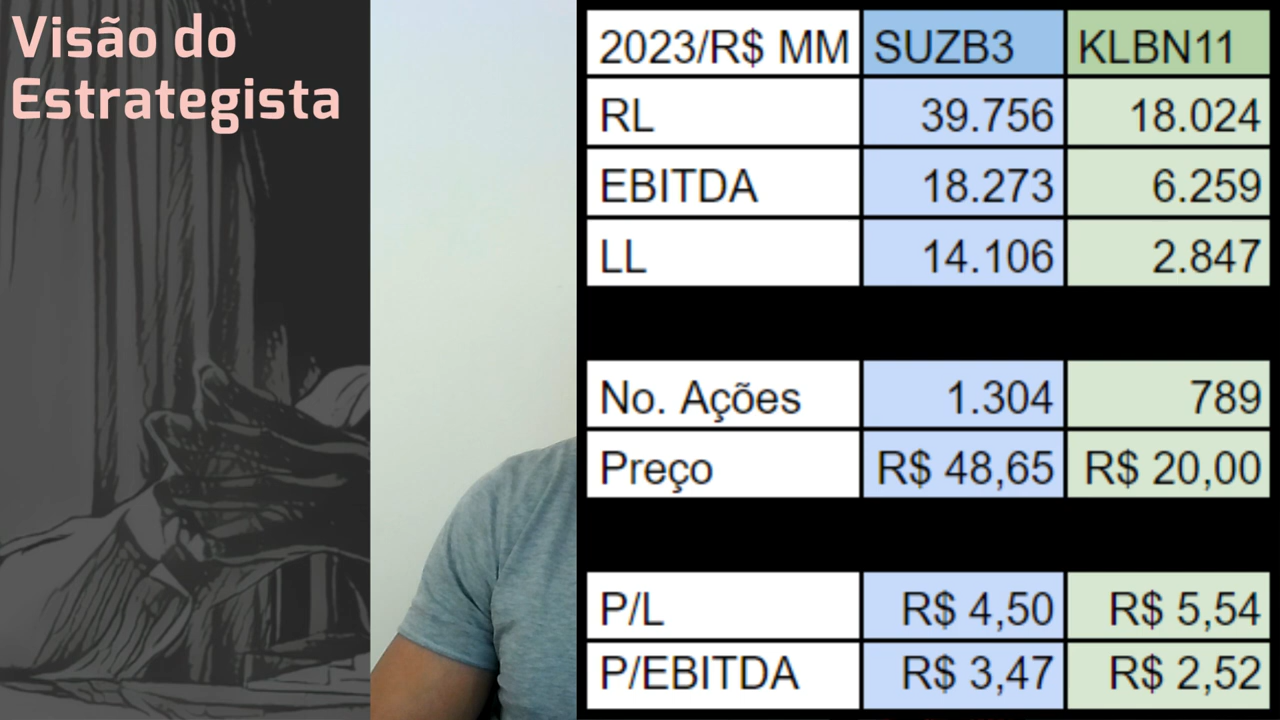 Visão do
Estrategista
2023/R$ MM SUZB3 KLBN11
RL 39.756 18.024
EBITDA 18.273 6.259
LL 14.106 2.847
No. Ações 1.304 789
Preço R$ 48,65 R$ 20,00
P/L R$ 4,50 R$ 5,54
P/EBITDA R$ 3,47 R$ 2,52